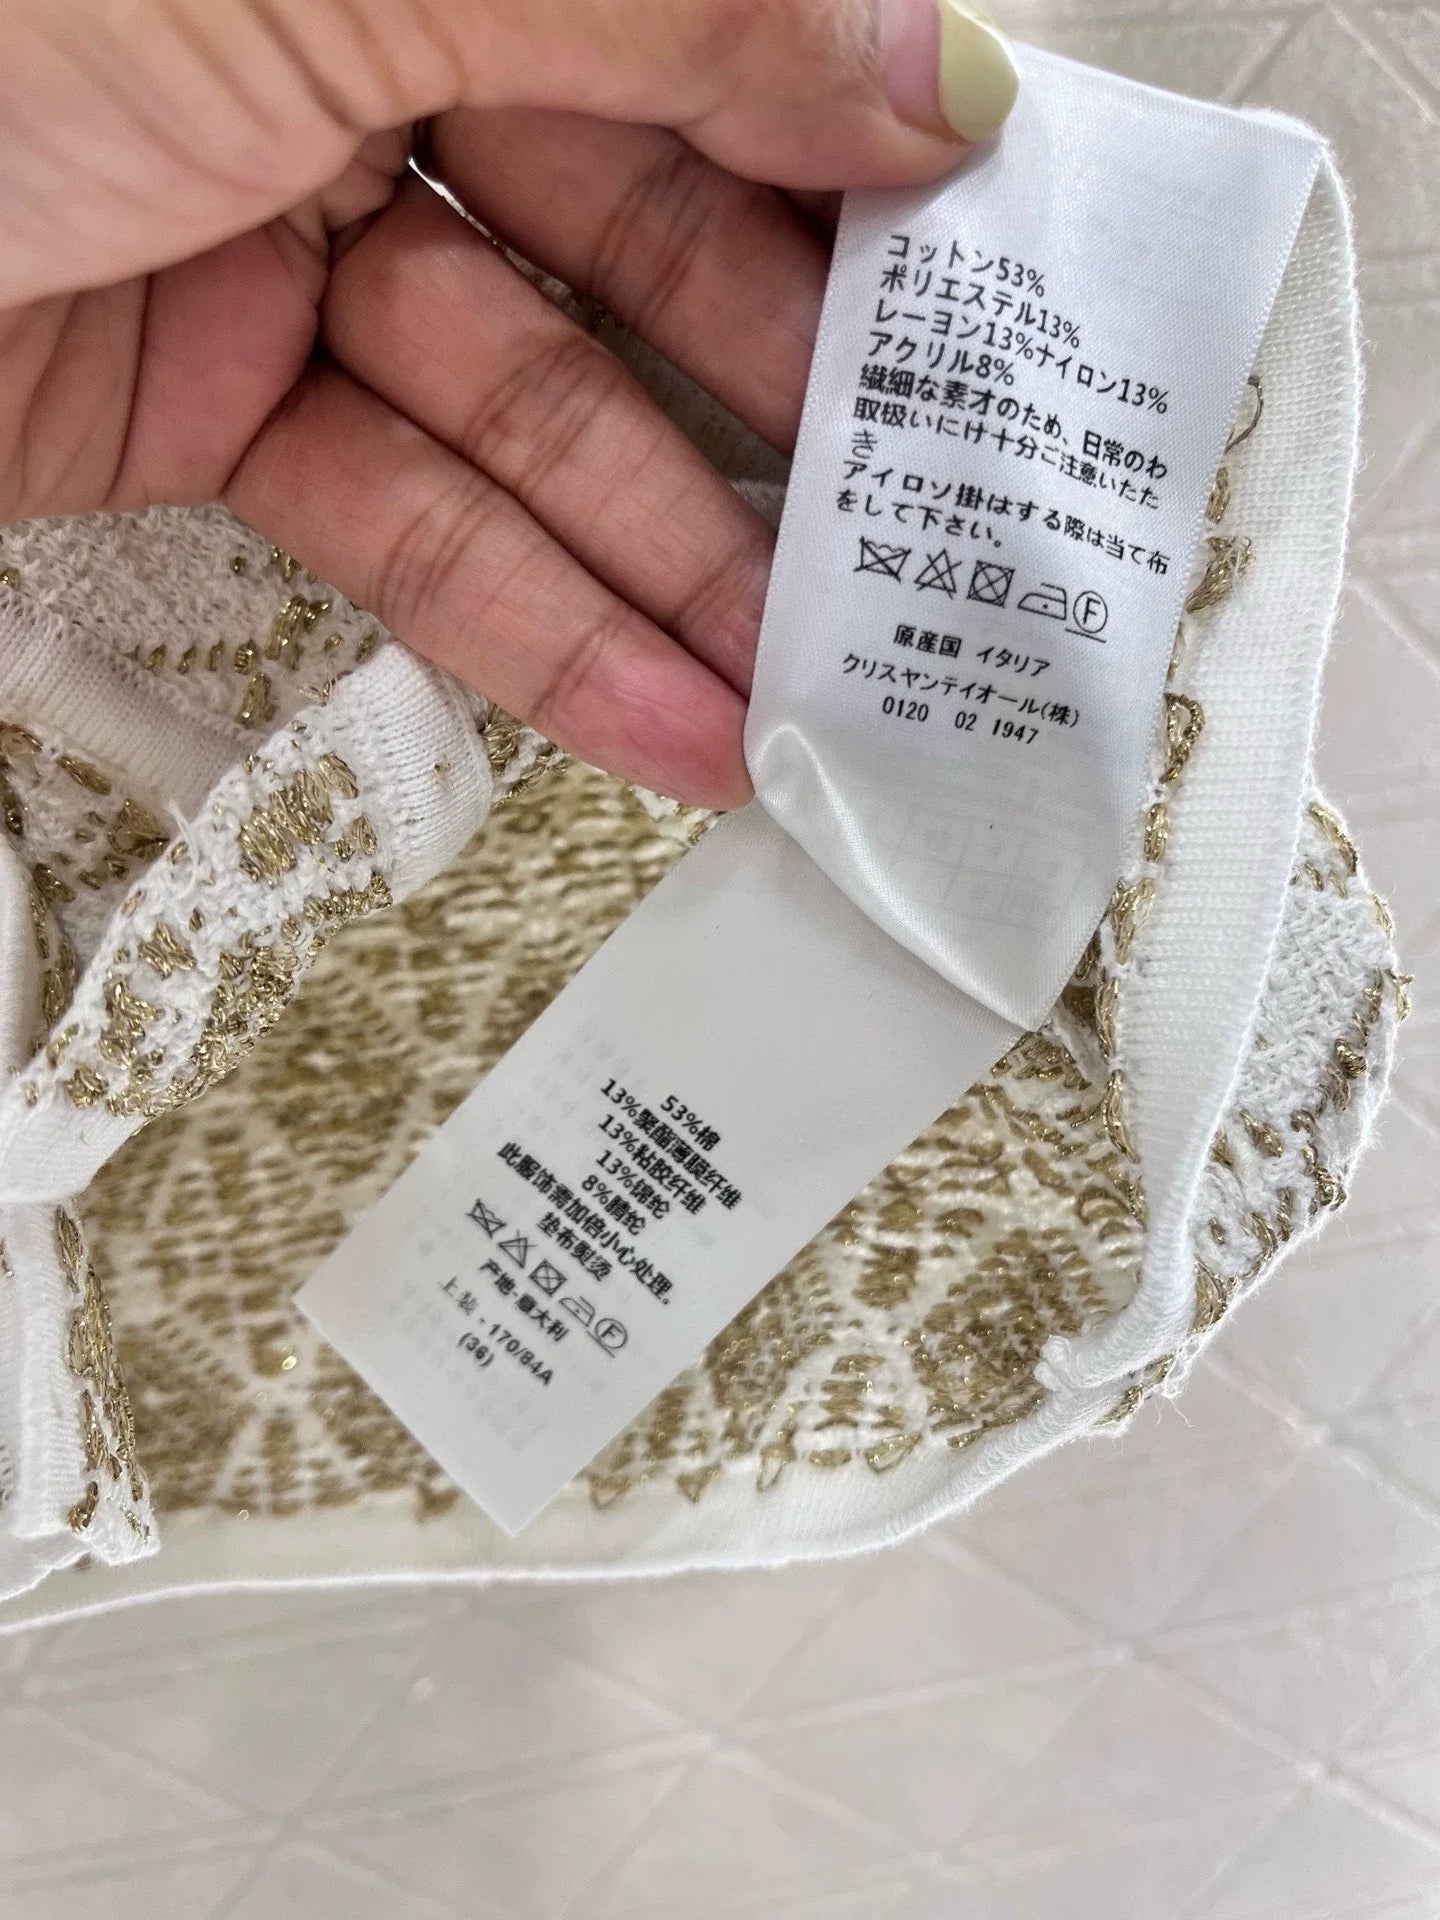 コットン53%
ポリエステル13%
レーヨン13%ナイロン13%
アクリル8%
繊細な素才のため、日常のわ
取扱いにけ十分ご注意いたた
き
アイロソ掛はする際は当て布
をして下さい。
F
原産国 イタリア
クリスヤンデイオール(株)
0120 02 1947
53%棉
13%聚酯薄膜纤维
13%粘胶纤维
13%锦纶
8%腈纶
此服饰需加倍小心处理.
垫布熨烫
F
产地-意大利
上装 - 170/84A
(36)